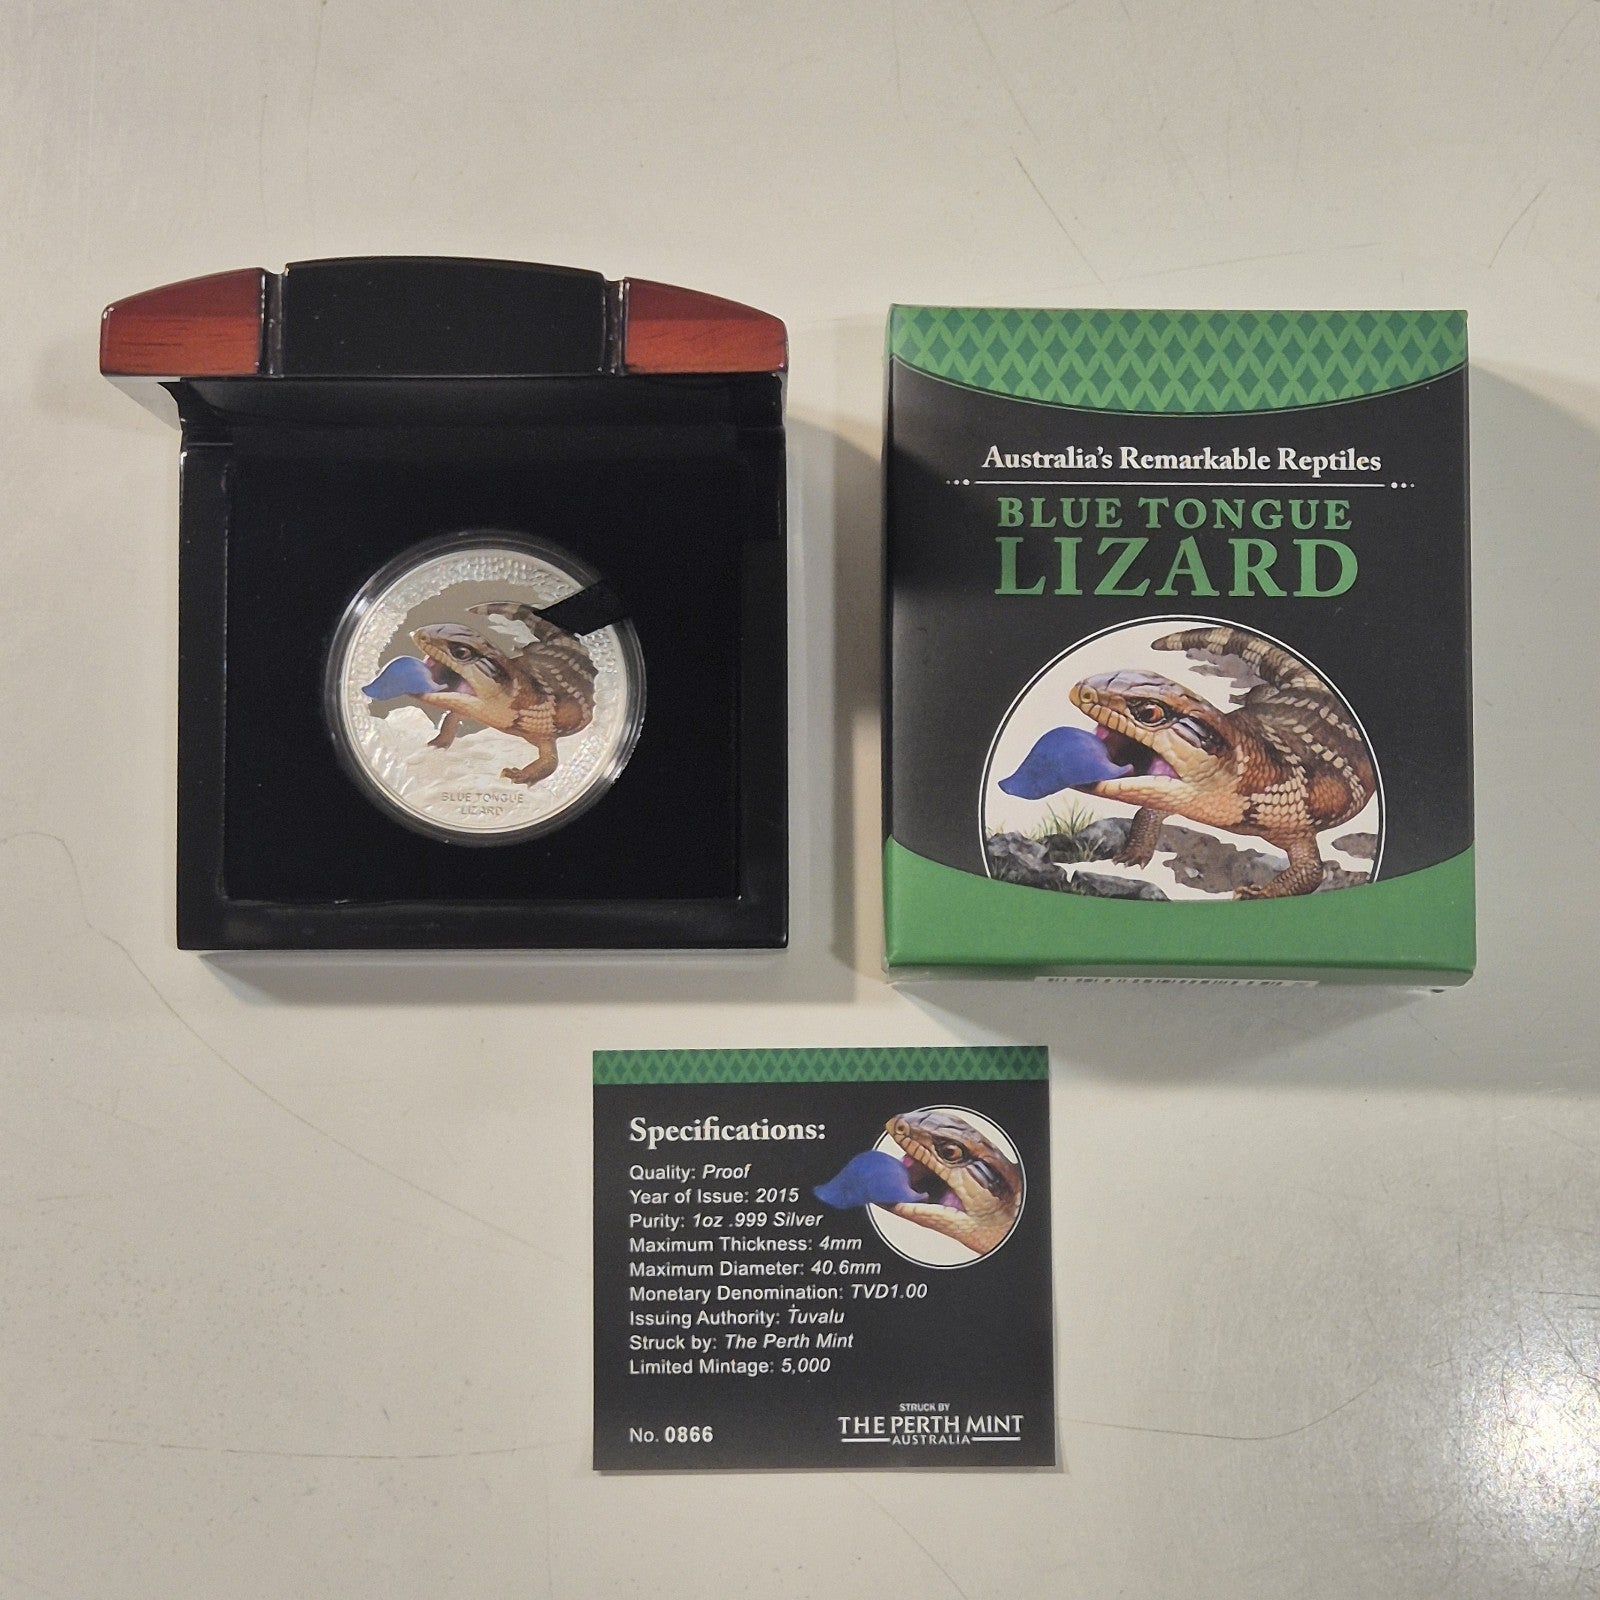 Australia's Remarkable Reptiles
BLUE TONGUE
LIZARD
BLUE TONGUE
LIZARD
Specifications:
Quality: Proof
Year of Issue: 2015
Purity: 1oz .999 Silver
Maximum Thickness: 4mm
Maximum Diameter: 40.6mm
Monetary Denomination: TVD1.00
Issuing Authority: Tuvalu
Struck by: The Perth Mint
Limited Mintage: 5,000
No. 0866
STRUCK BY
THE PERTH MINT
AUSTRALIA